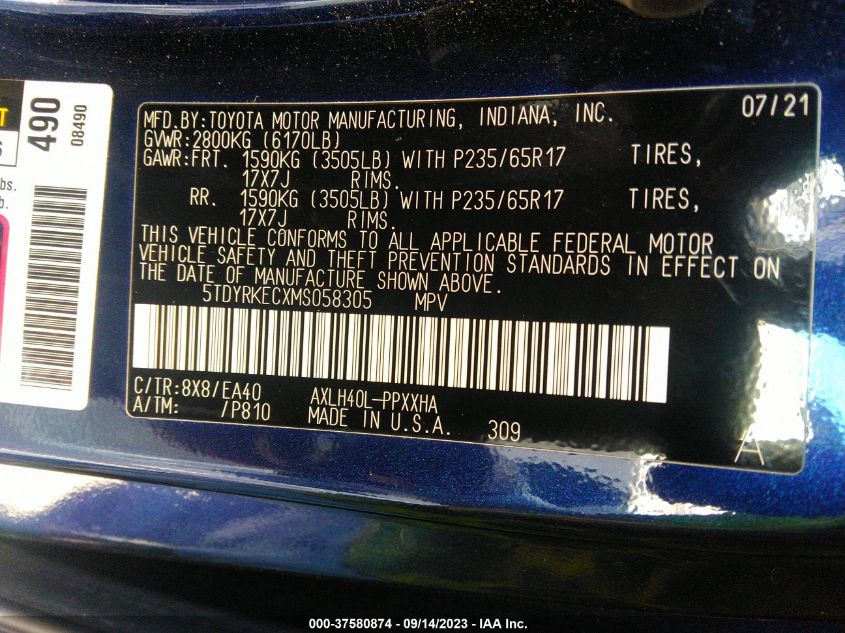 T
S
lbs.
b.
490
08490
MFD.BY:TOYOTA MOTOR MANUFACTURING, INDIANA, INC. 07/21
GVWR:2800KG (6170LB)
GAWR:FRT. 1590KG (3505LB) WITH P235/65R17 TIRES,
17X7J RIMS.
RR. 1590KG (3505LB) WITH P235/65R17 TIRES,
17X7J RIMS.
THIS VEHICLE CONFORMS TO ALL APPLICABLE FEDERAL MOTOR
VEHICLE SAFETY AND THEFT PREVENTION STANDARDS IN EFFECT ON
THE DATE OF MANUFACTURE SHOWN ABOVE.
5TDYRKECXMS058305 MPV
C/TR:8X8/EA40 AXLH40L-PPXXHA
A/TM: /P810 MADE IN U.S.A. 309
A
000-37580874 - 09/14/2023 - IAA Inc.